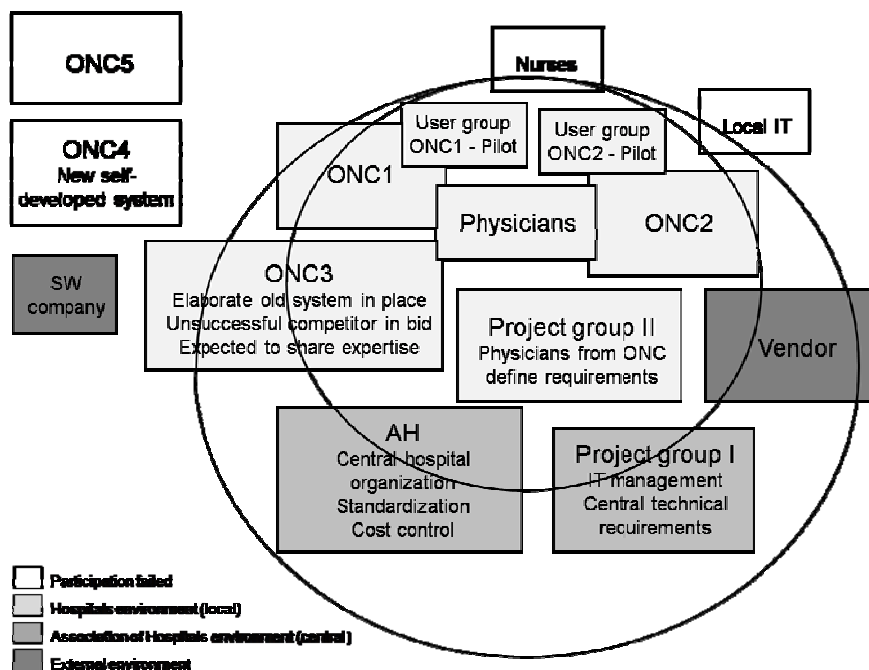 ONC5
Nurses
Local IT
ONC4
New self-
developed system
User group
ONC1 - Pilot
User group
ONC2 - Pilot
ONC1
Physicians
ONC2
SW
company
ONC3
Elaborate old system in place
Unsuccessful competitor in bid
Expected to share expertise
Project group II
Physicians from ONC
define requirements
Vendor
AH
Central hospital
organization
Standardization
Cost control
Project group I
IT management
Central technical
requirements
Participation failed
Hospitals environment (local)
Association of Hospitals environment (central)
External environment